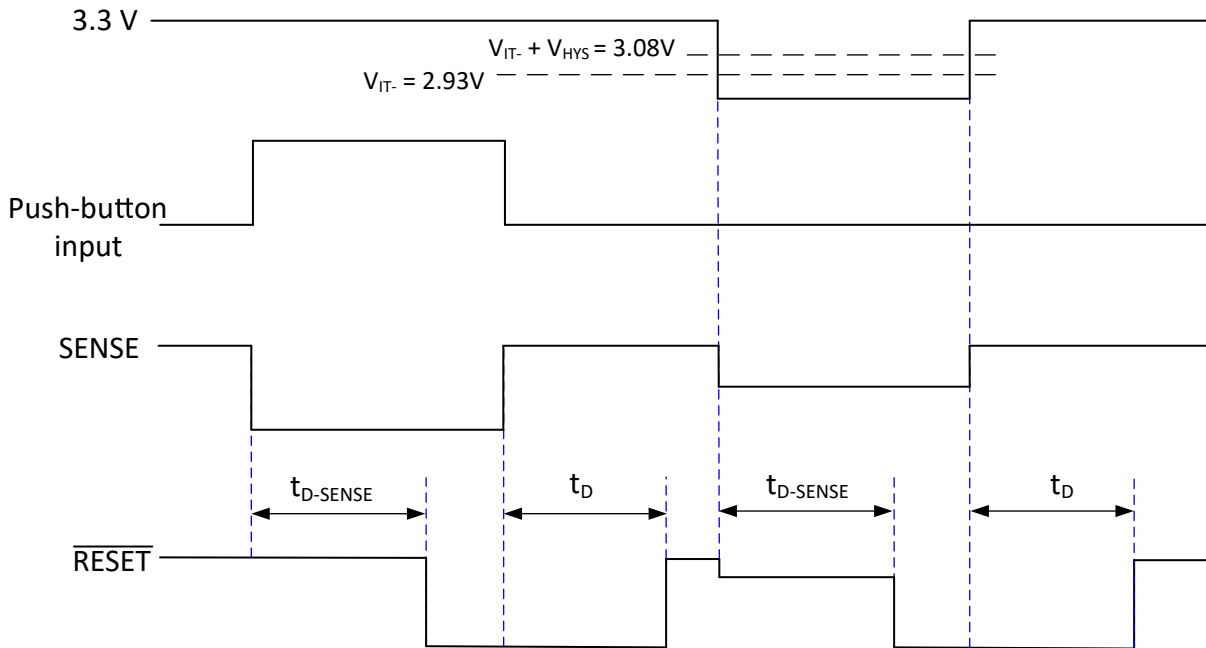 3.3 V
V_IT- + V_HYS = 3.08V
V_IT- = 2.93V
Push-button
input
SENSE
t_D-SENSE t_D t_D-SENSE t_D
R̅E̅S̅E̅T̅